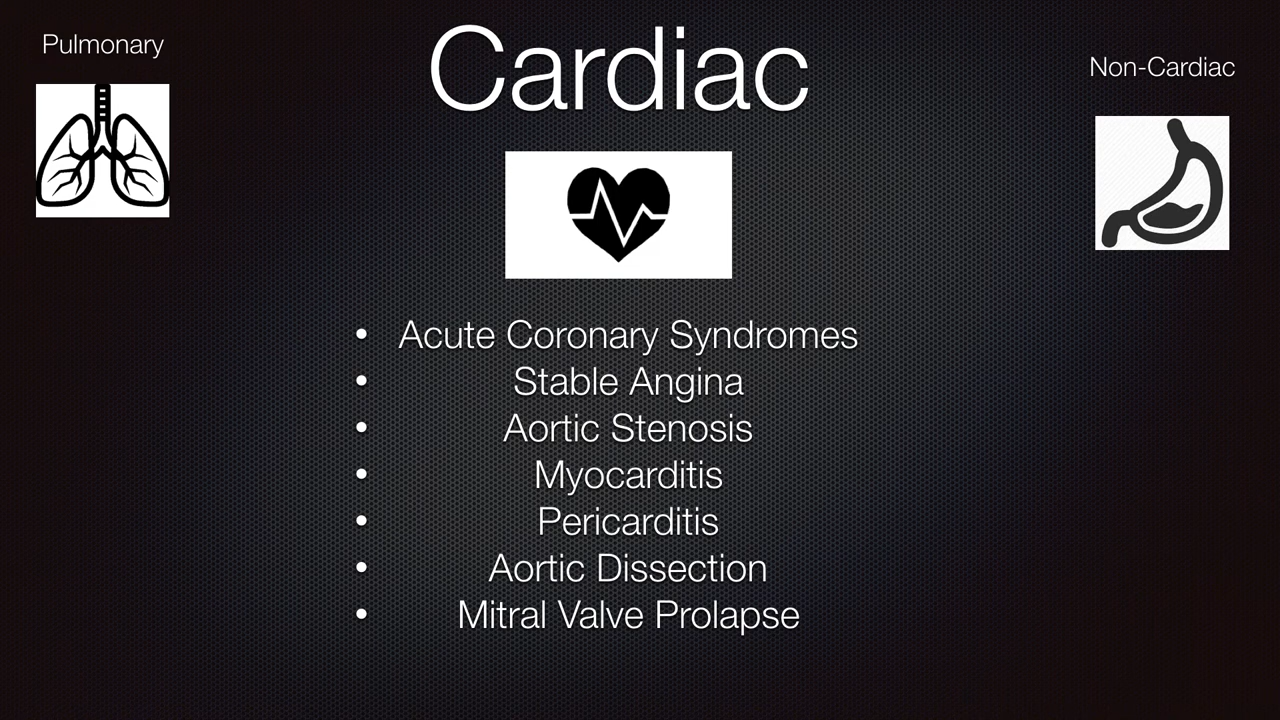 Pulmonary
Cardiac
Non-Cardiac
• Acute Coronary Syndromes
• Stable Angina
• Aortic Stenosis
• Myocarditis
• Pericarditis
• Aortic Dissection
• Mitral Valve Prolapse